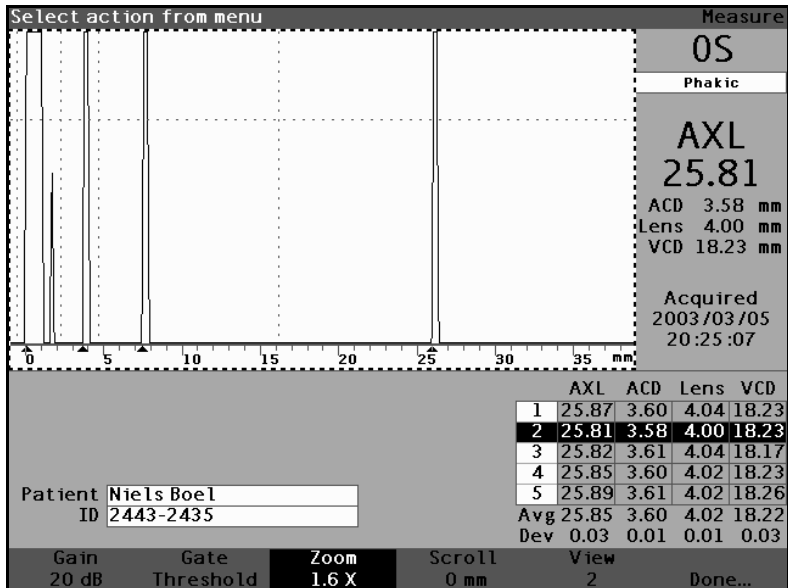 Select action from menu Measure
OS
Phakic
AXL
25.81
ACD 3.58 mm
Lens 4.00 mm
VCD 18.23 mm
Acquired
2003/03/05
20:25:07
0 5 10 15 20 25 30 35 mm
AXL ACD Lens VCD
1 25.87 3.60 4.04 18.23
2 25.81 3.58 4.00 18.23
3 25.82 3.61 4.04 18.17
4 25.85 3.60 4.02 18.23
5 25.89 3.61 4.02 18.26
Avg 25.85 3.60 4.02 18.22
Dev 0.03 0.01 0.01 0.03
Patient Niels Boel
ID 2443-2435
Gain Gate Zoom Scroll View
20 dB Threshold 1.6 X 0 mm 2 Done...